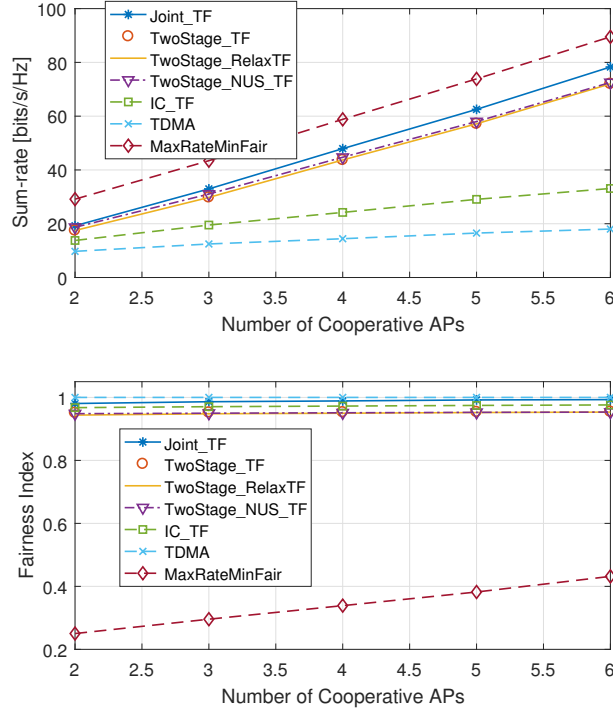 100
80
60
40
20
0
Sum-rate [bits/s/Hz]
Joint_TF
TwoStage_TF
TwoStage_RelaxTF
TwoStage_NUS_TF
IC_TF
TDMA
MaxRateMinFair
2 2.5 3 3.5 4 4.5 5 5.5 6
Number of Cooperative APs
1
0.8
0.6
0.4
0.2
Fairness Index
Joint_TF
TwoStage_TF
TwoStage_RelaxTF
TwoStage_NUS_TF
IC_TF
TDMA
MaxRateMinFair
2 2.5 3 3.5 4 4.5 5 5.5 6
Number of Cooperative APs